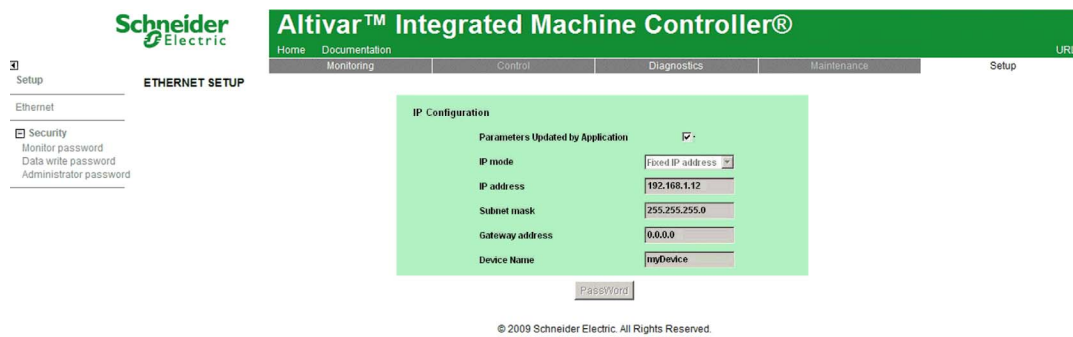 Schneider Electric
Altivar™ Integrated Machine Controller®
Home Documentation URL
Monitoring Control Diagnostics Maintenance Setup
Setup
ETHERNET SETUP
Ethernet
Security
Monitor password
Data write password
Administrator password
IP Configuration
Parameters Updated by Application
IP mode Fixed IP address
IP address 192.168.1.12
Subnet mask 255.255.255.0
Gateway address 0.0.0.0
Device Name myDevice
PassWord
© 2009 Schneider Electric. All Rights Reserved.